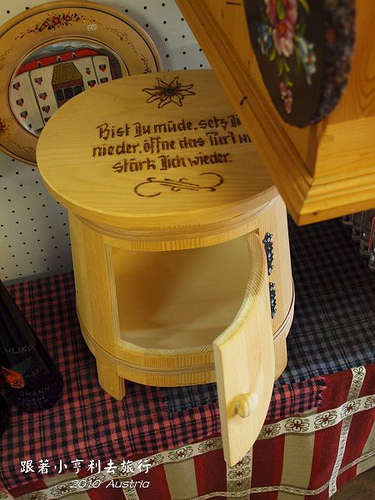 Bist Du müde, setz Di
nieder, öffne das Türl u
stärk Dich wieder.
跟著小亨利去旅行
2010 Austria